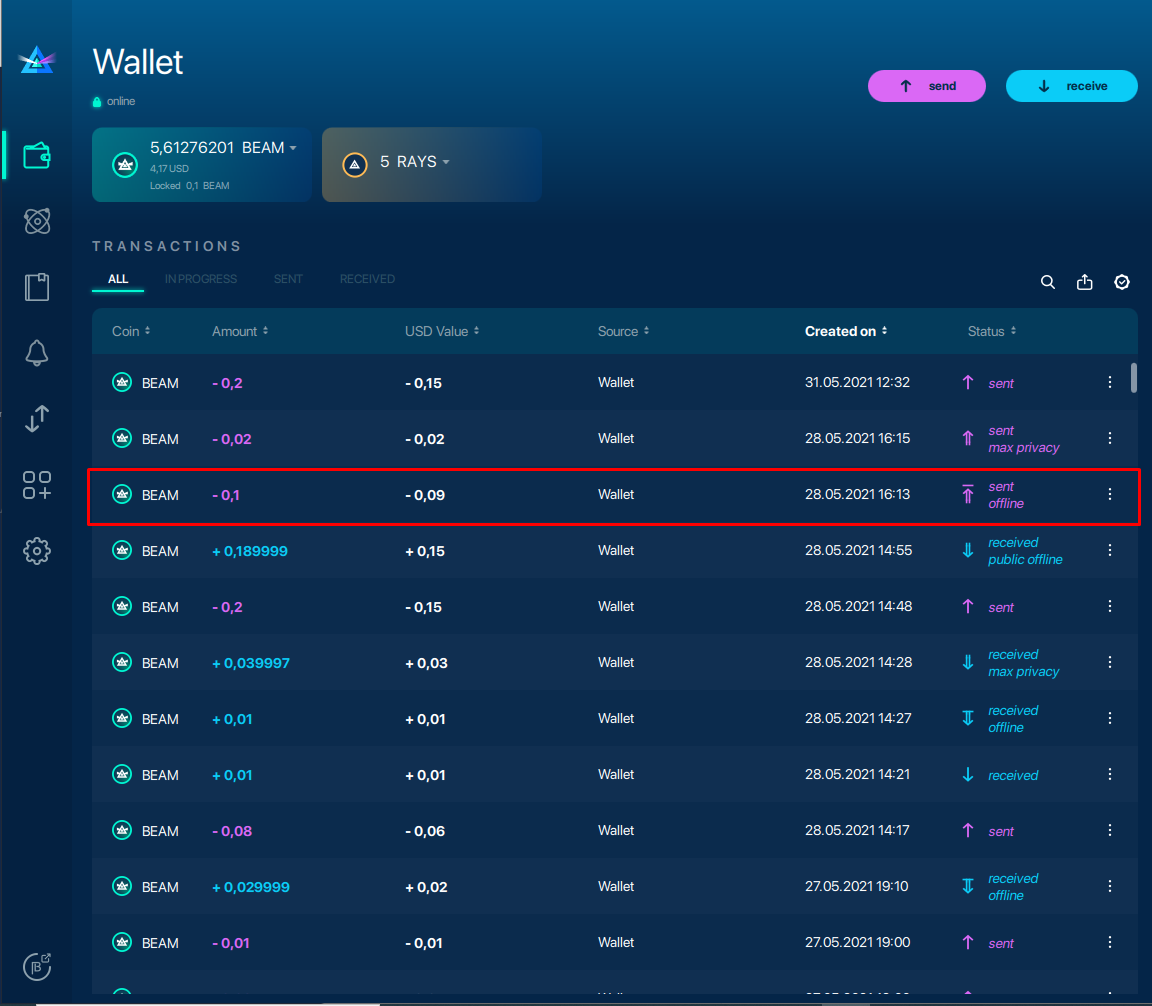 Wallet
online
send
receive
5,61276201 BEAM
4,17 USD
Locked 0,1 BEAM
5 RAYS
TRANSACTIONS
ALL IN PROGRESS SENT RECEIVED
Coin Amount USD Value Source Created on Status
BEAM - 0,2 - 0,15 Wallet 31.05.2021 12:32 sent
BEAM - 0,02 - 0,02 Wallet 28.05.2021 16:15 sent
max privacy
BEAM - 0,1 - 0,09 Wallet 28.05.2021 16:13 sent
offline
BEAM + 0,189999 + 0,15 Wallet 28.05.2021 14:55 received
public offline
BEAM - 0,2 - 0,15 Wallet 28.05.2021 14:48 sent
BEAM + 0,039997 + 0,03 Wallet 28.05.2021 14:28 received
max privacy
BEAM + 0,01 + 0,01 Wallet 28.05.2021 14:27 received
offline
BEAM + 0,01 + 0,01 Wallet 28.05.2021 14:21 received
BEAM - 0,08 - 0,06 Wallet 28.05.2021 14:17 sent
BEAM + 0,029999 + 0,02 Wallet 27.05.2021 19:10 received
offline
BEAM - 0,01 - 0,01 Wallet 27.05.2021 19:00 sent